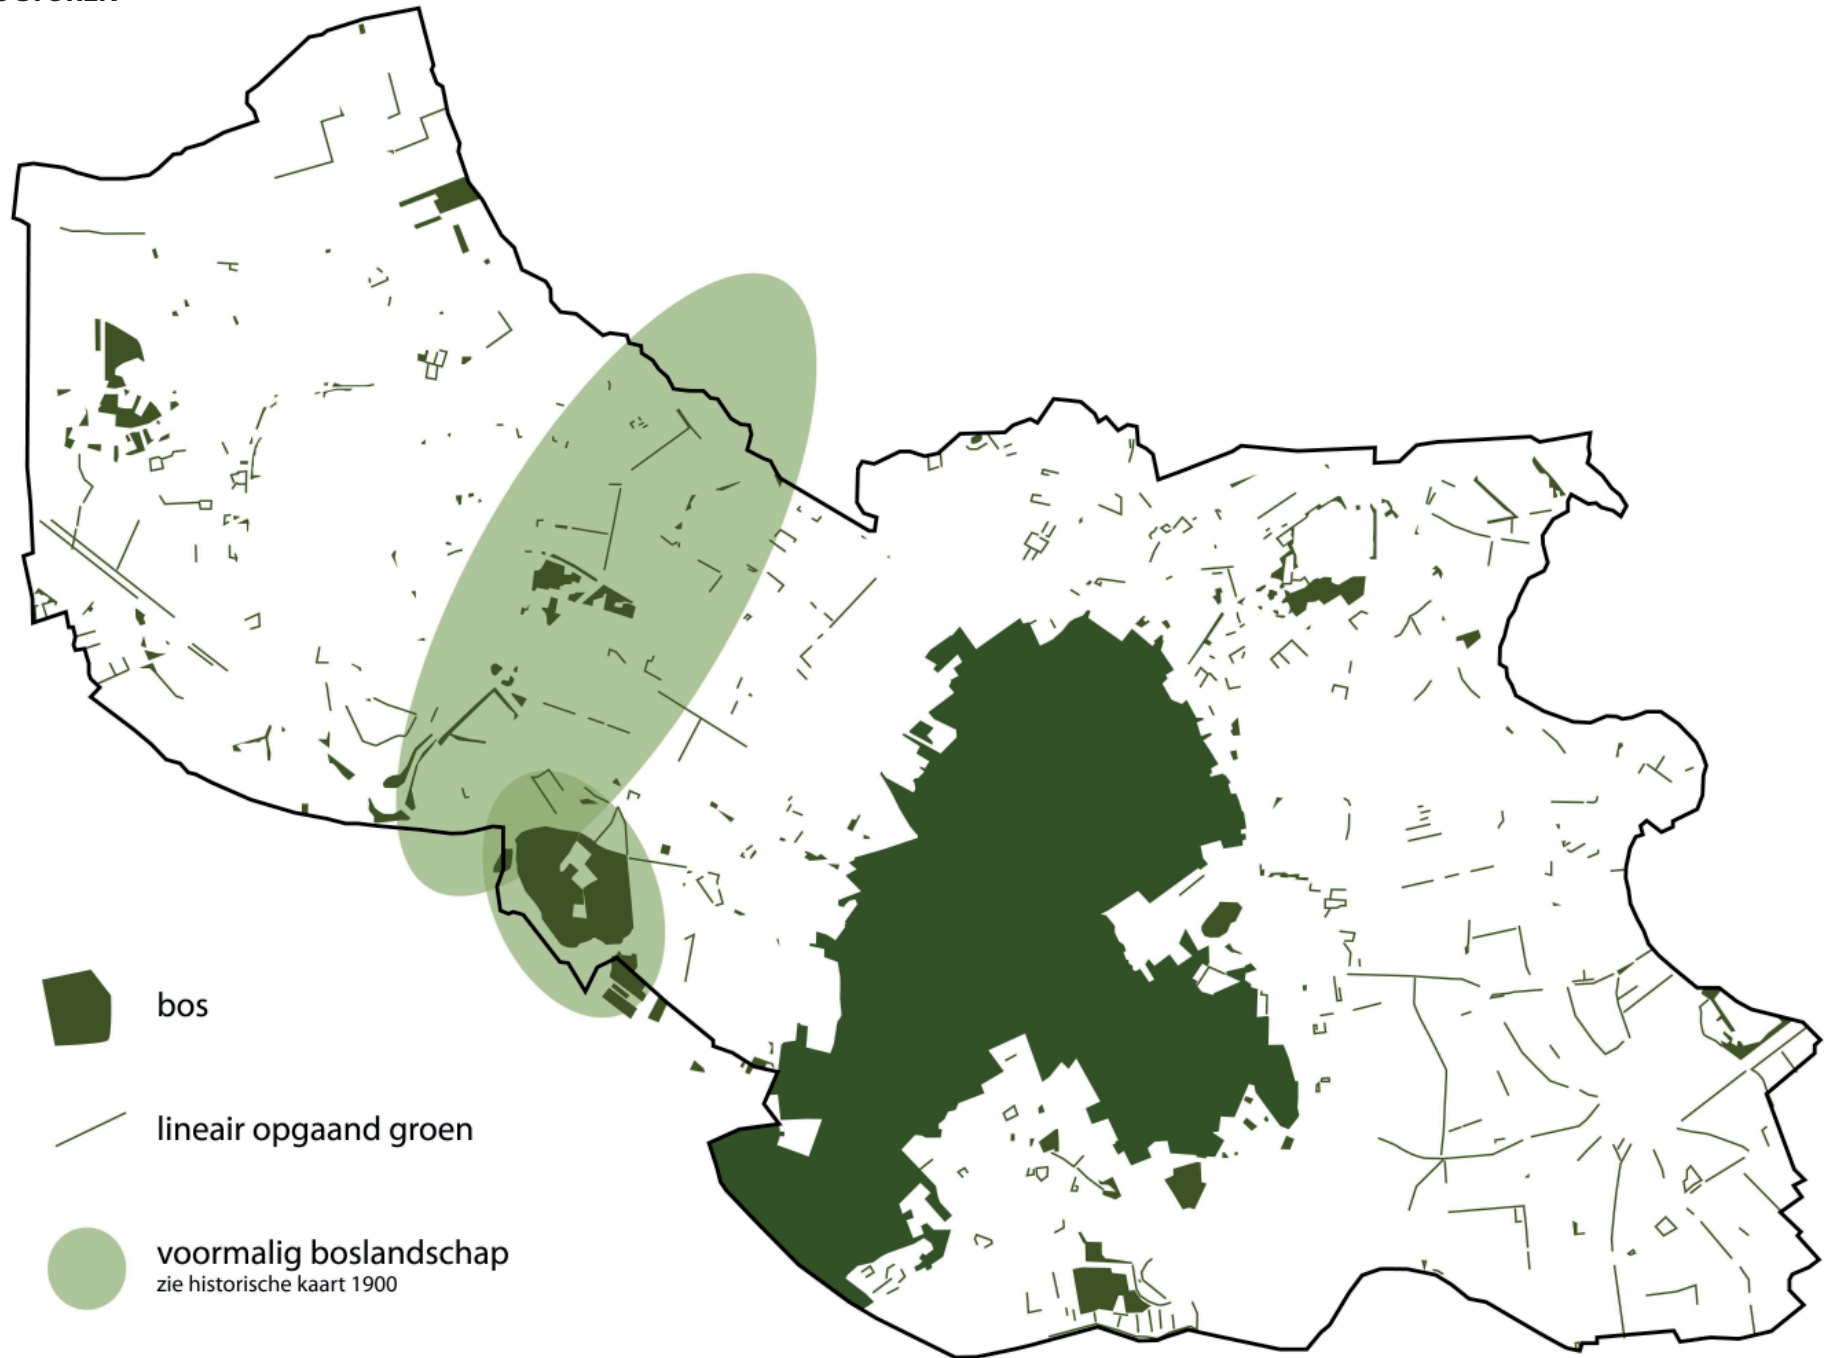 bos
lineair opgaand groen
voormalig boslandschap
zie historische kaart 1900